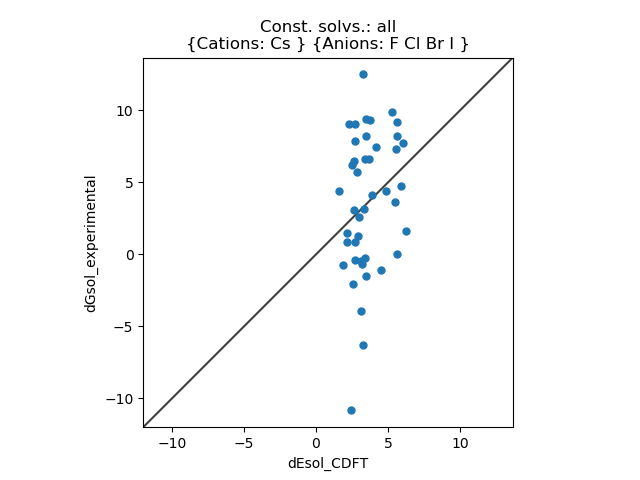 Const. solvs.: all
{Cations: Cs } {Anions: F Cl Br I }
dGsol_experimental
10
5
0
−5
−10
−10
−5
0
5
10
dEsol_CDFT